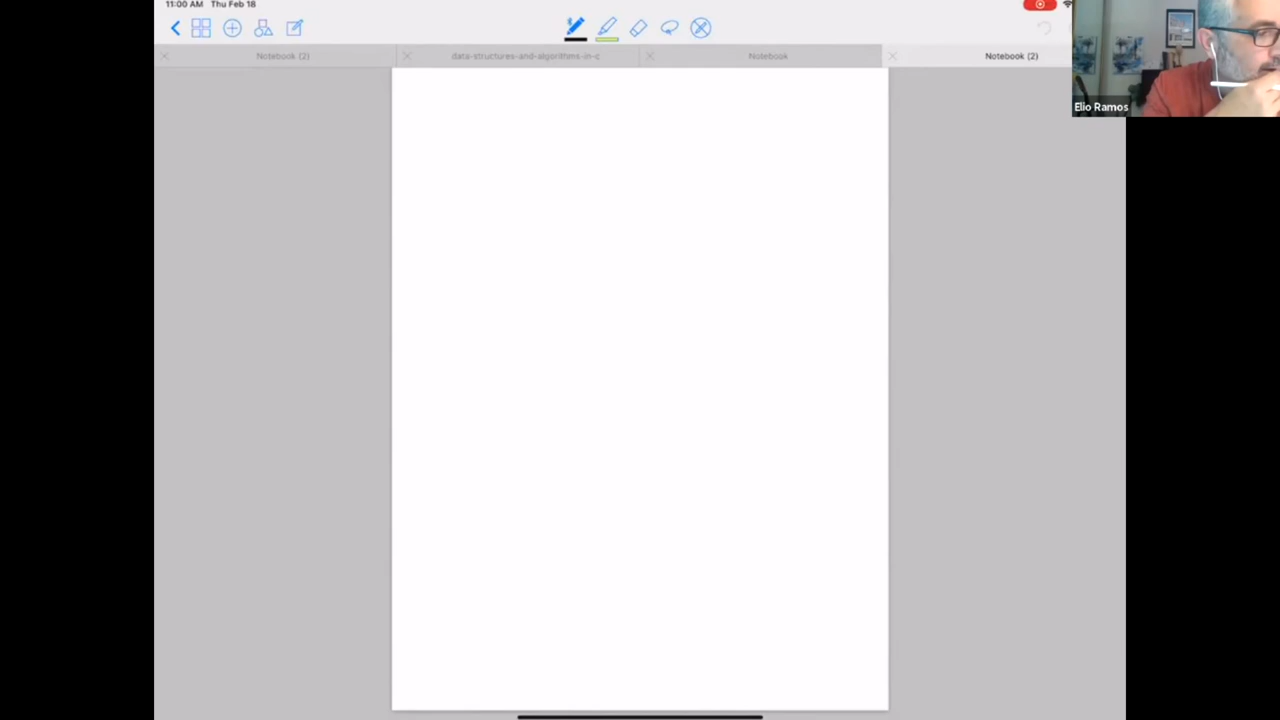 11:00 AM Thu Feb 18
Notebook (2)
data-structures-and-algorithms-in-c
Notebook
Notebook (2)
Elio Ramos